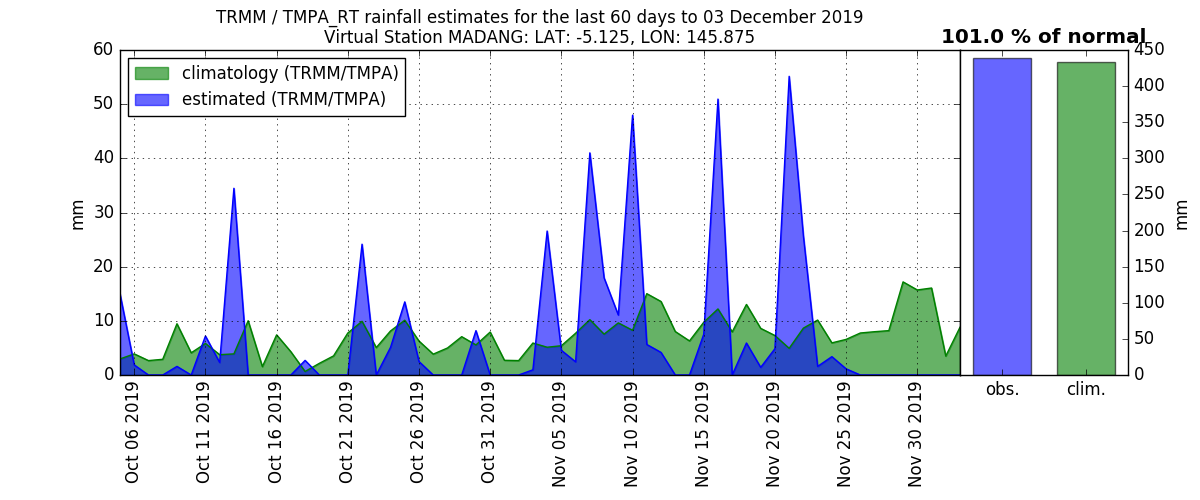 TRMM / TMPA_RT rainfall estimates for the last 60 days to 03 December 2019
Virtual Station MADANG: LAT: -5.125, LON: 145.875
101.0 % of normal
climatology (TRMM/TMPA)
estimated (TRMM/TMPA)
60
50
40
30
20
10
0
mm
450
400
350
300
250
200
150
100
50
0
mm
Oct 06 2019
Oct 11 2019
Oct 16 2019
Oct 21 2019
Oct 26 2019
Oct 31 2019
Nov 05 2019
Nov 10 2019
Nov 15 2019
Nov 20 2019
Nov 25 2019
Nov 30 2019
obs.
clim.